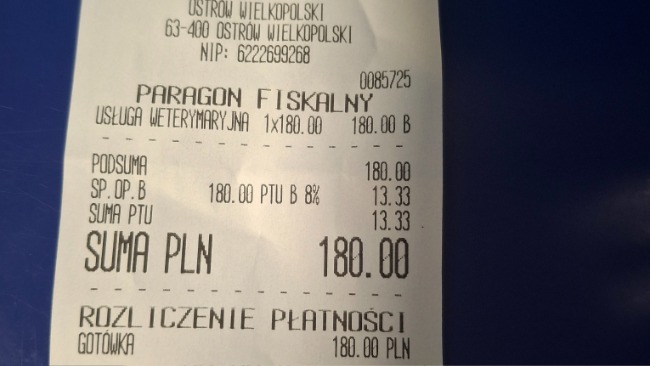 OSTRÓW WIELKOPOLSKI
63-400 OSTRÓW WIELKOPOLSKI
NIP: 6222699268
0085725
PARAGON FISKALNY
USŁUGA WETERYMARYJNA 1x180.00 180.00 B
PODSUMA 180.00
SP.OP.B 180.00 PTU B 8% 13.33
SUMA PTU 13.33
SUMA PLN 180.00
ROZLICZENIE PŁATNOŚCI
GOTÓWKA 180.00 PLN